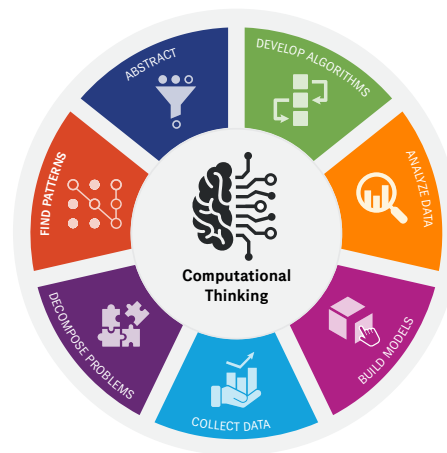 ABSTRACT
DEVELOP ALGORITHMS
ANALYZE DATA
BUILD MODELS
COLLECT DATA
DECOMPOSE PROBLEMS
FIND PATTERNS
Computational
Thinking